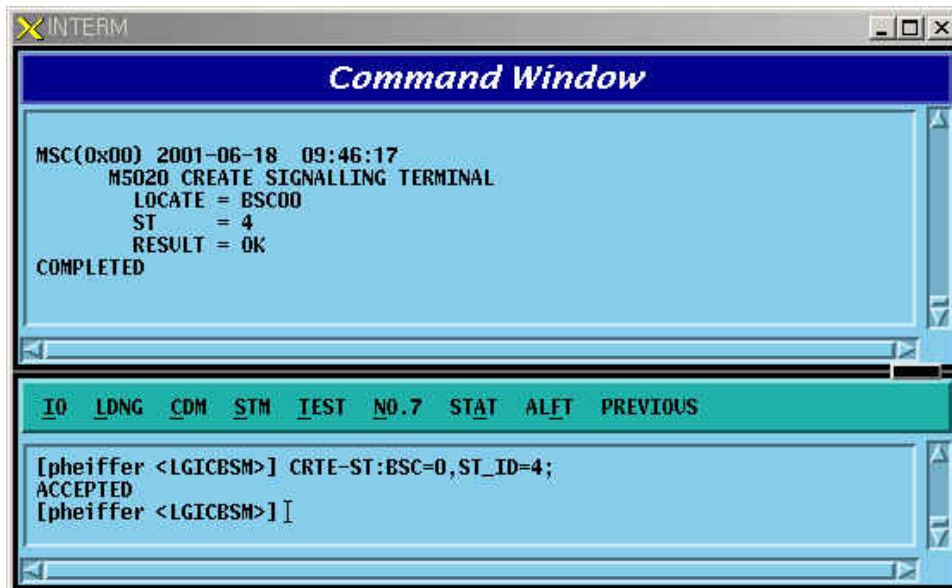 INTERM
Command Window
MSC(0x00) 2001-06-18 09:46:17
M5020 CREATE SIGNALLING TERMINAL
LOCATE = BSC00
ST = 4
RESULT = OK
COMPLETED
IO LDNG CDM STM TEST NO.7 STAT ALFT PREVIOUS
[pheiffer <LGICBSM>] CRTE-ST:BSC=0,ST_ID=4;
ACCEPTED
[pheiffer <LGICBSM>]